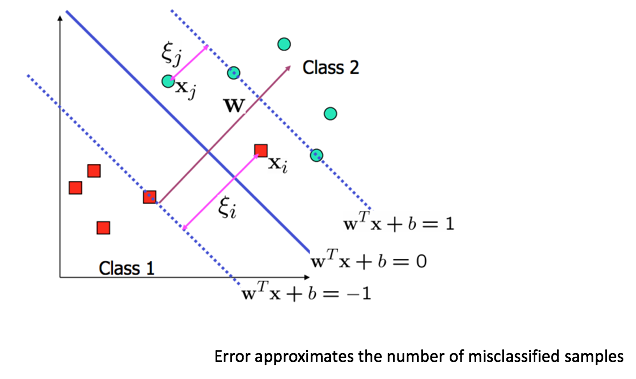 ξⱼ
xⱼ
Class 2
w
xᵢ
ξᵢ
wᵀx + b = 1
wᵀx + b = 0
Class 1
wᵀx + b = −1
Error approximates the number of misclassified samples